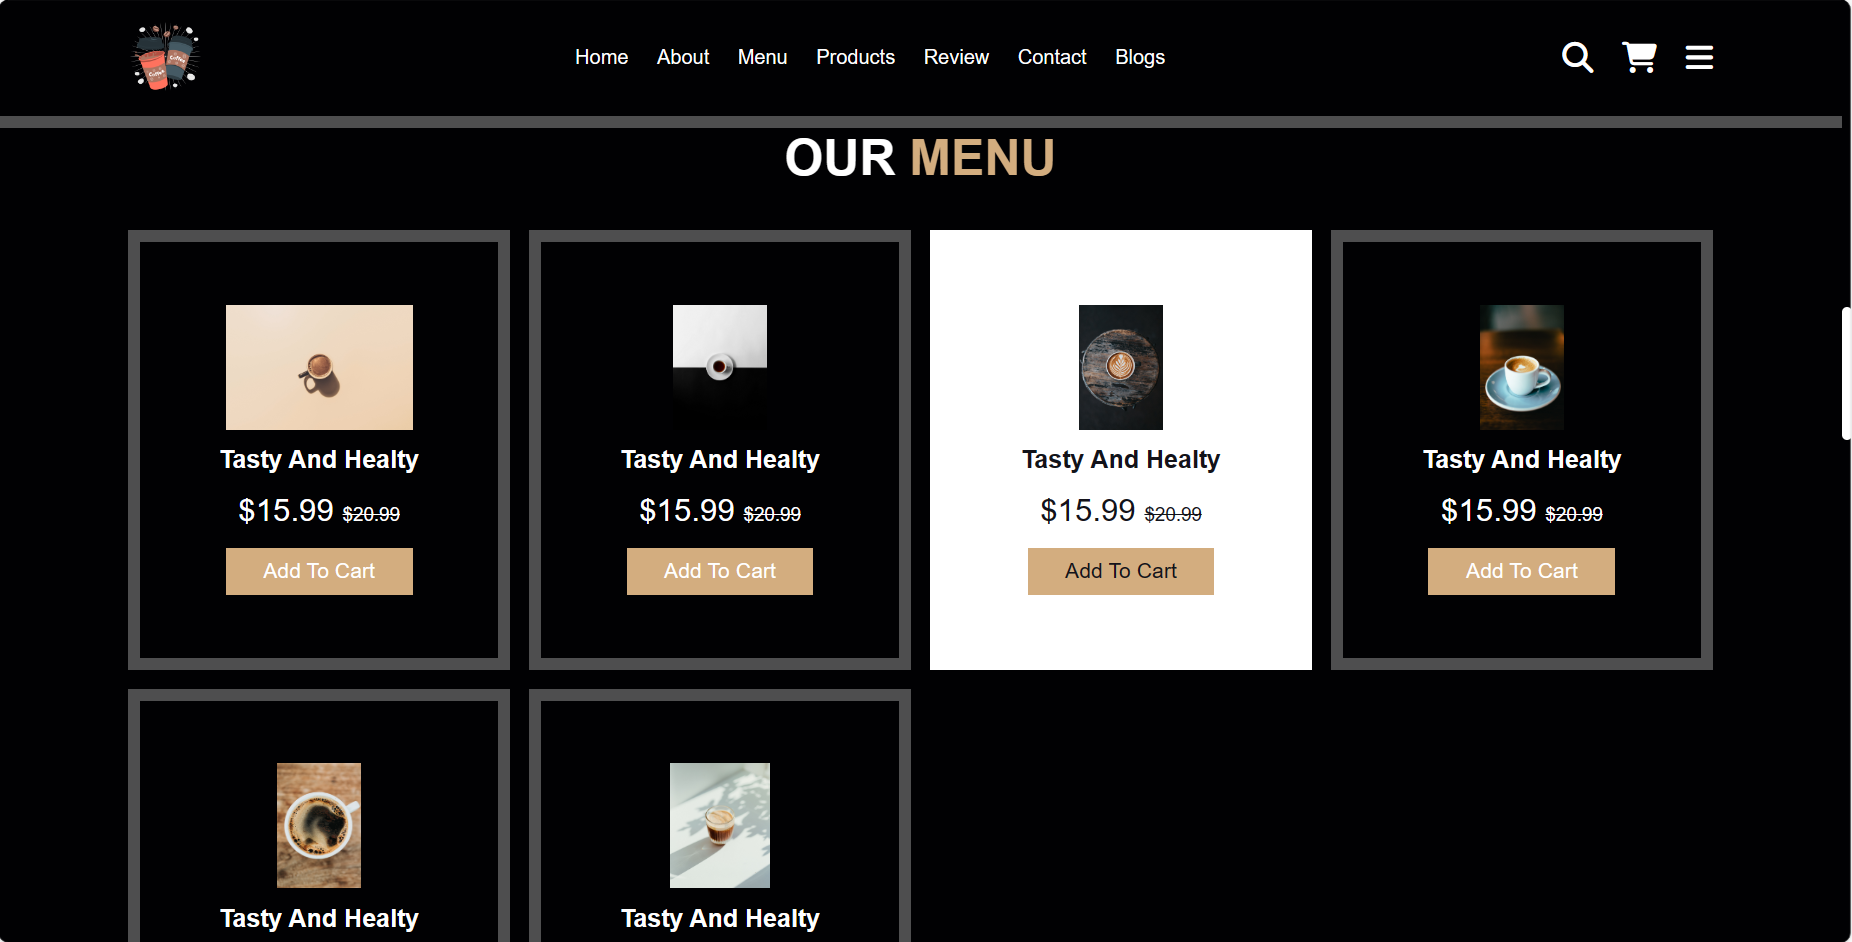 Coffee
Coffee
Home About Menu Products Review Contact Blogs
OUR MENU
Tasty And Healty
$15.99 $20.99
Add To Cart
Tasty And Healty
$15.99 $20.99
Add To Cart
Tasty And Healty
$15.99 $20.99
Add To Cart
Tasty And Healty
$15.99 $20.99
Add To Cart
Tasty And Healty
Tasty And Healty